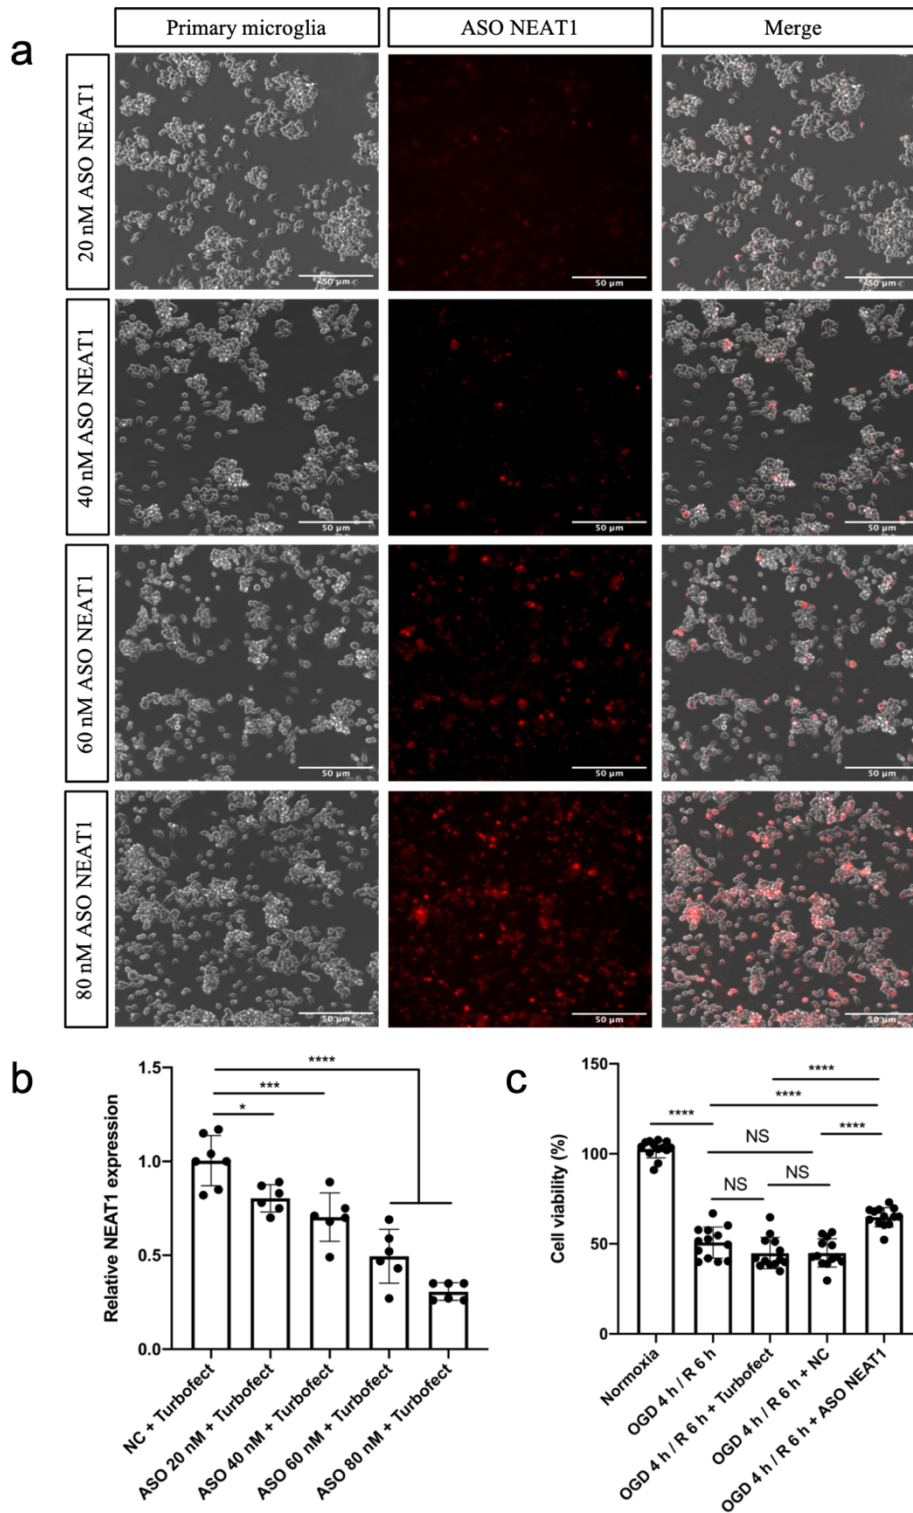 a
Primary microglia
ASO NEAT1
Merge
20 nM ASO NEAT1
50 µm
50 µm
50 µm
40 nM ASO NEAT1
50 µm
50 µm
50 µm
60 nM ASO NEAT1
50 µm
50 µm
50 µm
80 nM ASO NEAT1
50 µm
50 µm
50 µm
b
Relative NEAT1 expression
1.5
1.0
0.5
0.0
****
***
*
NC + Turbofect
ASO 20 nM + Turbofect
ASO 40 nM + Turbofect
ASO 60 nM + Turbofect
ASO 80 nM + Turbofect
c
Cell viability (%)
150
100
50
0
****
****
****
NS
****
NS
NS
Normoxia
OGD 4 h / R 6 h
OGD 4 h / R 6 h + Turbofect
OGD 4 h / R 6 h + NC
OGD 4 h / R 6 h + ASO NEAT1